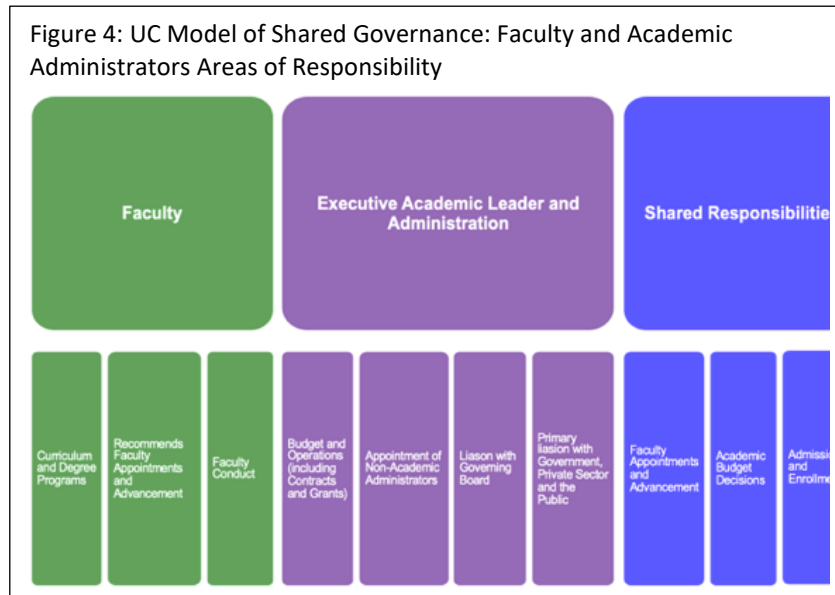 Figure 4: UC Model of Shared Governance: Faculty and Academic
Administrators Areas of Responsibility
Faculty
Executive Academic Leader and
Administration
Shared Responsibilitie
Curriculum
and Degree
Programs
Recommends
Faculty
Appointments
and
Advancement
Faculty
Conduct
Budget and
Operations
(including
Contracts
and Grants)
Appointment of
Non-Academic
Administrators
Liason with
Governing
Board
Primary
liasion with
Government,
Private Sector
and the
Public
Faculty
Appointments
and
Advancement
Academic
Budget
Decisions
Admission
and
Enrollme